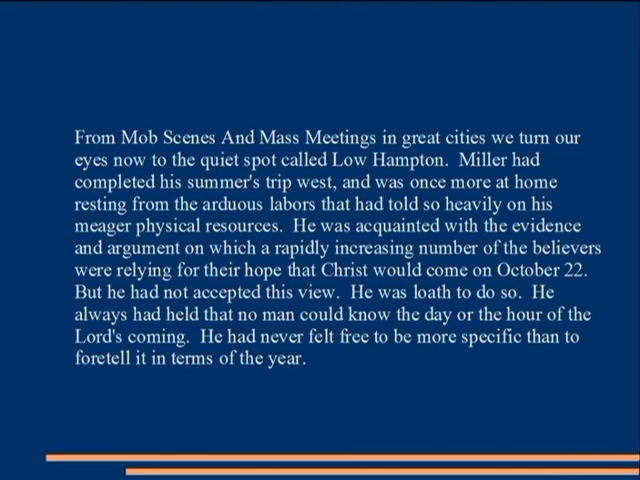 From Mob Scenes And Mass Meetings in great cities we turn our
eyes now to the quiet spot called Low Hampton.  Miller had
completed his summer's trip west, and was once more at home
resting from the arduous labors that had told so heavily on his
meager physical resources.  He was acquainted with the evidence
and argument on which a rapidly increasing number of the believers
were relying for their hope that Christ would come on October 22.
But he had not accepted this view.  He was loath to do so.  He
always had held that no man could know the day or the hour of the
Lord's coming.  He had never felt free to be more specific than to
foretell it in terms of the year.